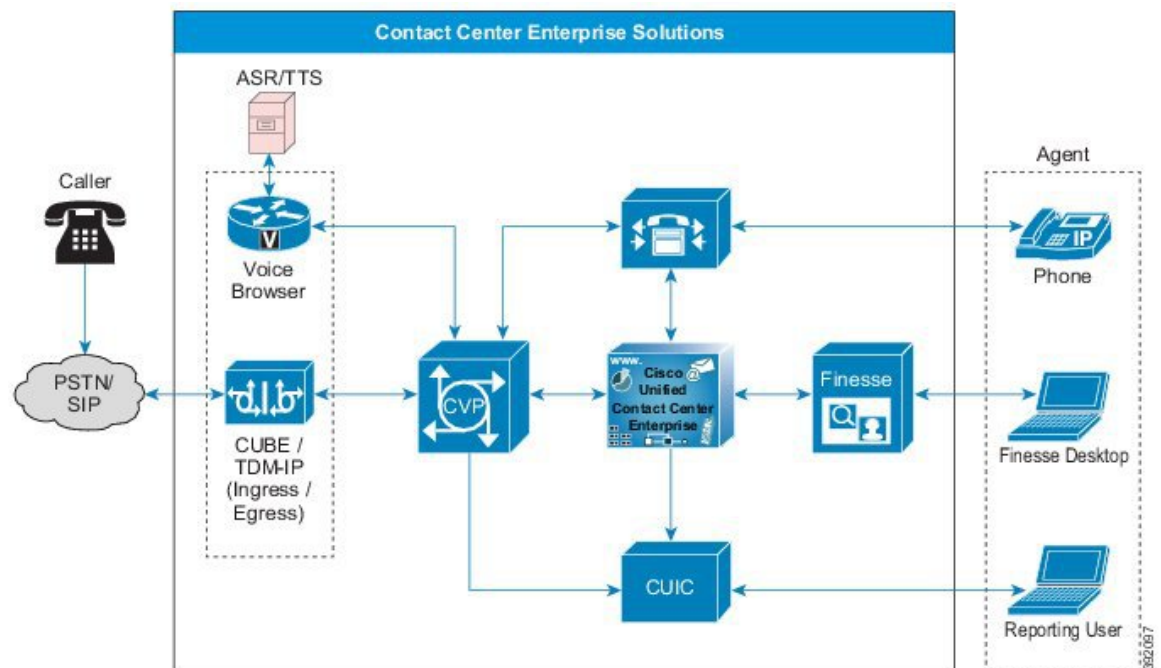 Contact Center Enterprise Solutions
ASR/TTS
Caller
V
Voice
Browser
PSTN/
SIP
CUBE /
TDM-IP
(Ingress /
Egress)
CVP
www.
@
Cisco
Unified
Contact Center
Enterprise
Finesse
CUIC
Agent
IP
Phone
Finesse Desktop
Reporting User